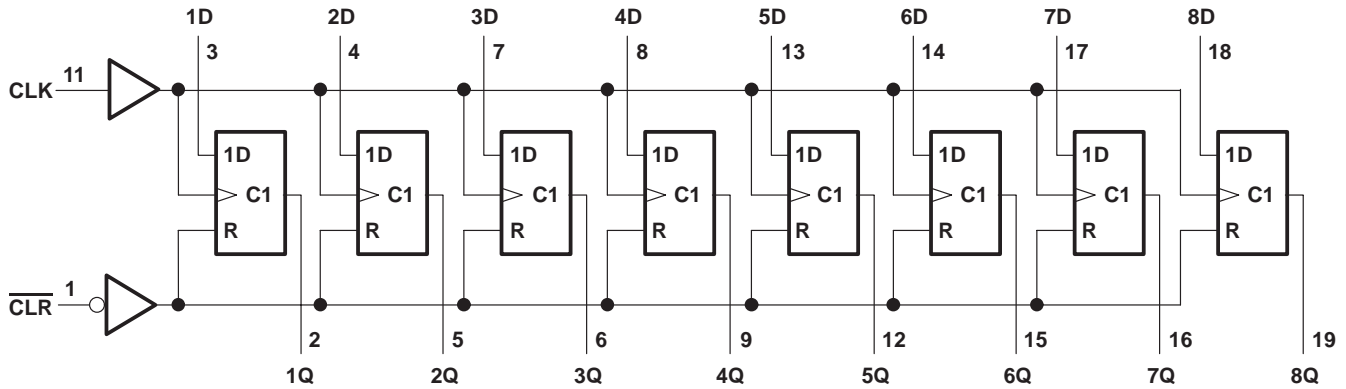 1D 2D 3D 4D 5D 6D 7D 8D
3 4 7 8 13 14 17 18
CLK 11
1D 1D 1D 1D 1D 1D 1D 1D
C1 C1 C1 C1 C1 C1 C1 C1
R R R R R R R R
CLR 1
2 5 6 9 12 15 16 19
1Q 2Q 3Q 4Q 5Q 6Q 7Q 8Q